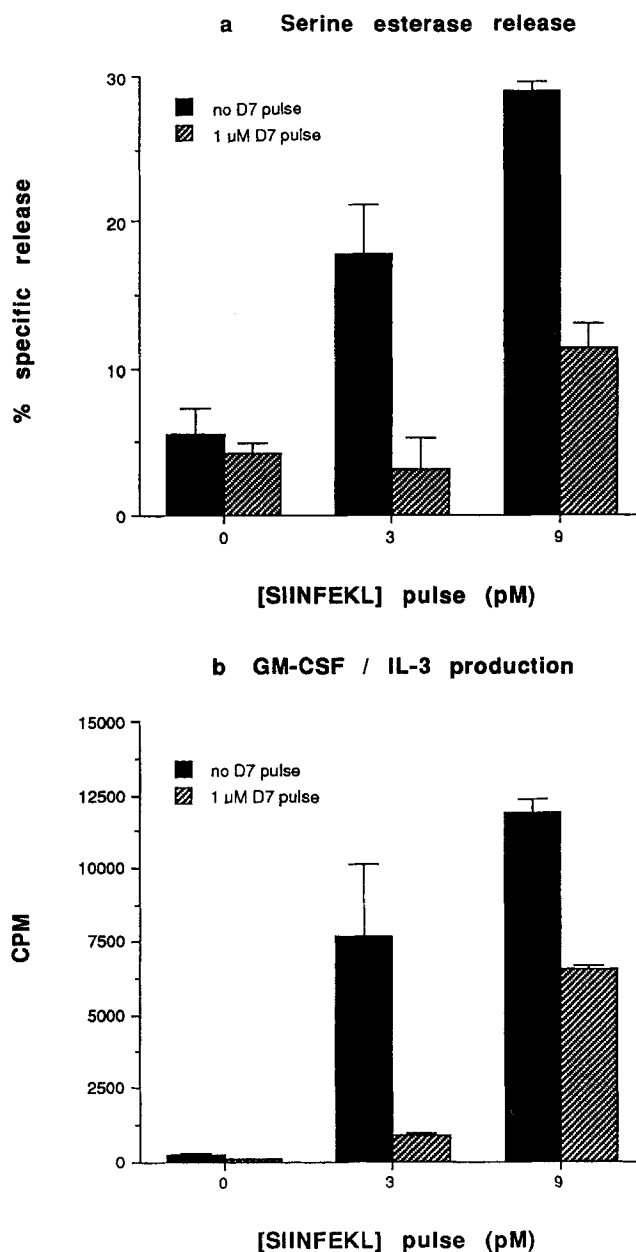 a Serine esterase release
30
20
10
0
% specific release
no D7 pulse
1 µM D7 pulse
0 3 9
[SIINFEKL] pulse (pM)
b GM-CSF / IL-3 production
15000
12500
10000
7500
5000
2500
0
CPM
no D7 pulse
1 µM D7 pulse
0 3 9
[SIINFEKL] pulse (pM)